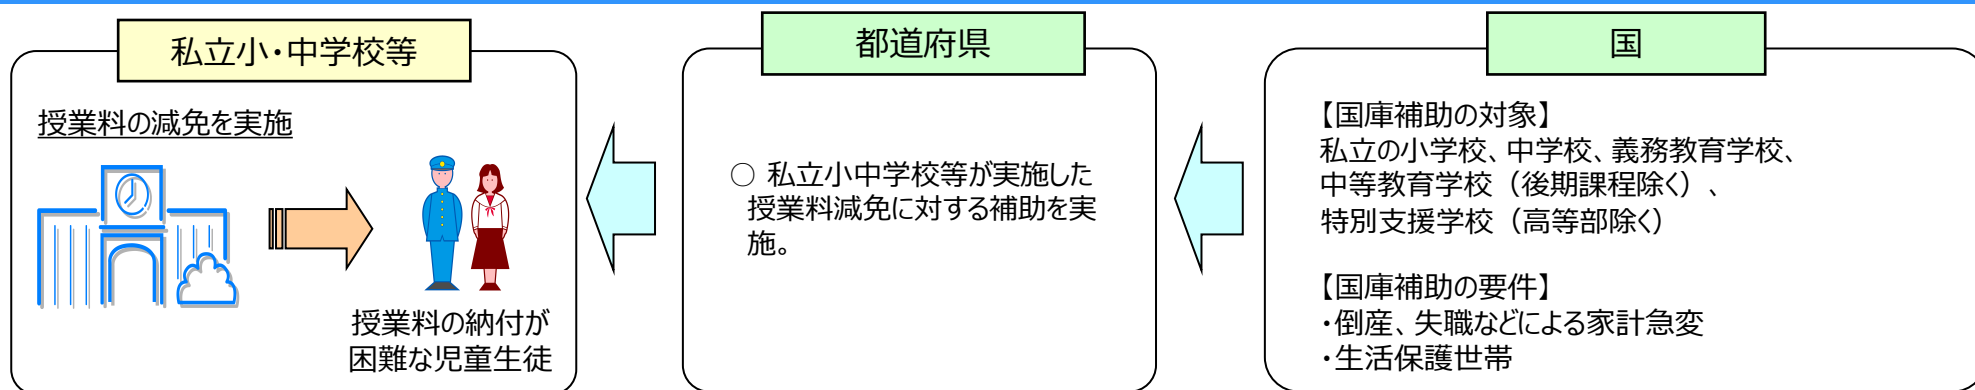 私立小・中学校等
授業料の減免を実施
授業料の納付が
困難な児童生徒
都道府県
○ 私立小中学校等が実施した
授業料減免に対する補助を実
施。
国
【国庫補助の対象】
私立の小学校、中学校、義務教育学校、
中等教育学校（後期課程除く）、
特別支援学校（高等部除く）
【国庫補助の要件】
・倒産、失職などによる家計急変
・生活保護世帯